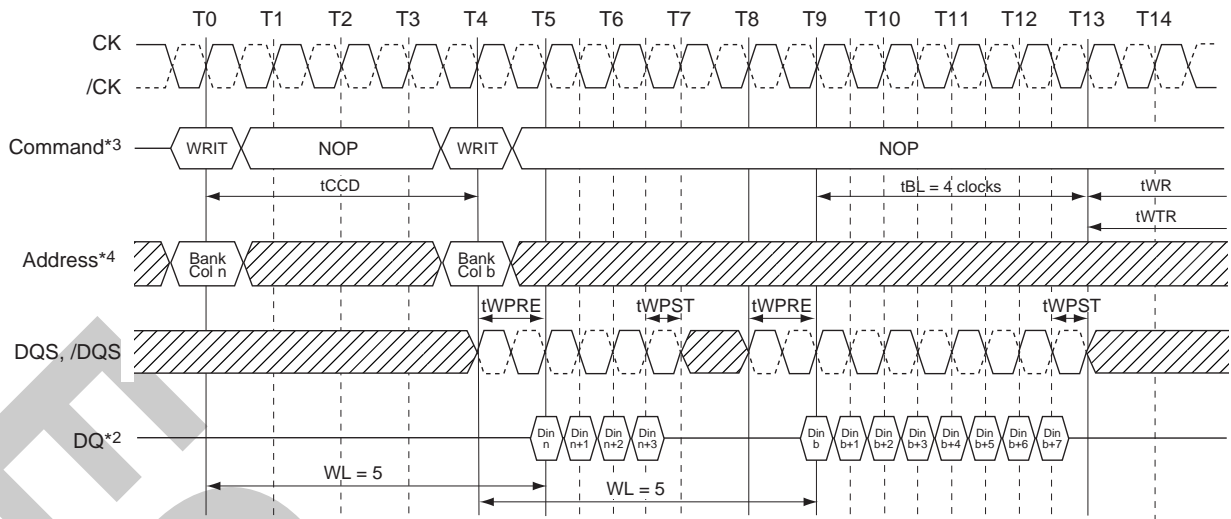 T0 T1 T2 T3 T4 T5 T6 T7 T8 T9 T10 T11 T12 T13 T14
CK
/CK
Command*3 WRIT NOP WRIT NOP
tCCD tBL = 4 clocks tWR
tWTR
Address*4 Bank Col n Bank Col b
tWPRE tWPST tWPRE tWPST
DQS, /DQS
DQ*2 Din n Din n+1 Din n+2 Din n+3 Din b Din b+1 Din b+2 Din b+3 Din b+4 Din b+5 Din b+6 Din b+7
WL = 5
WL = 5